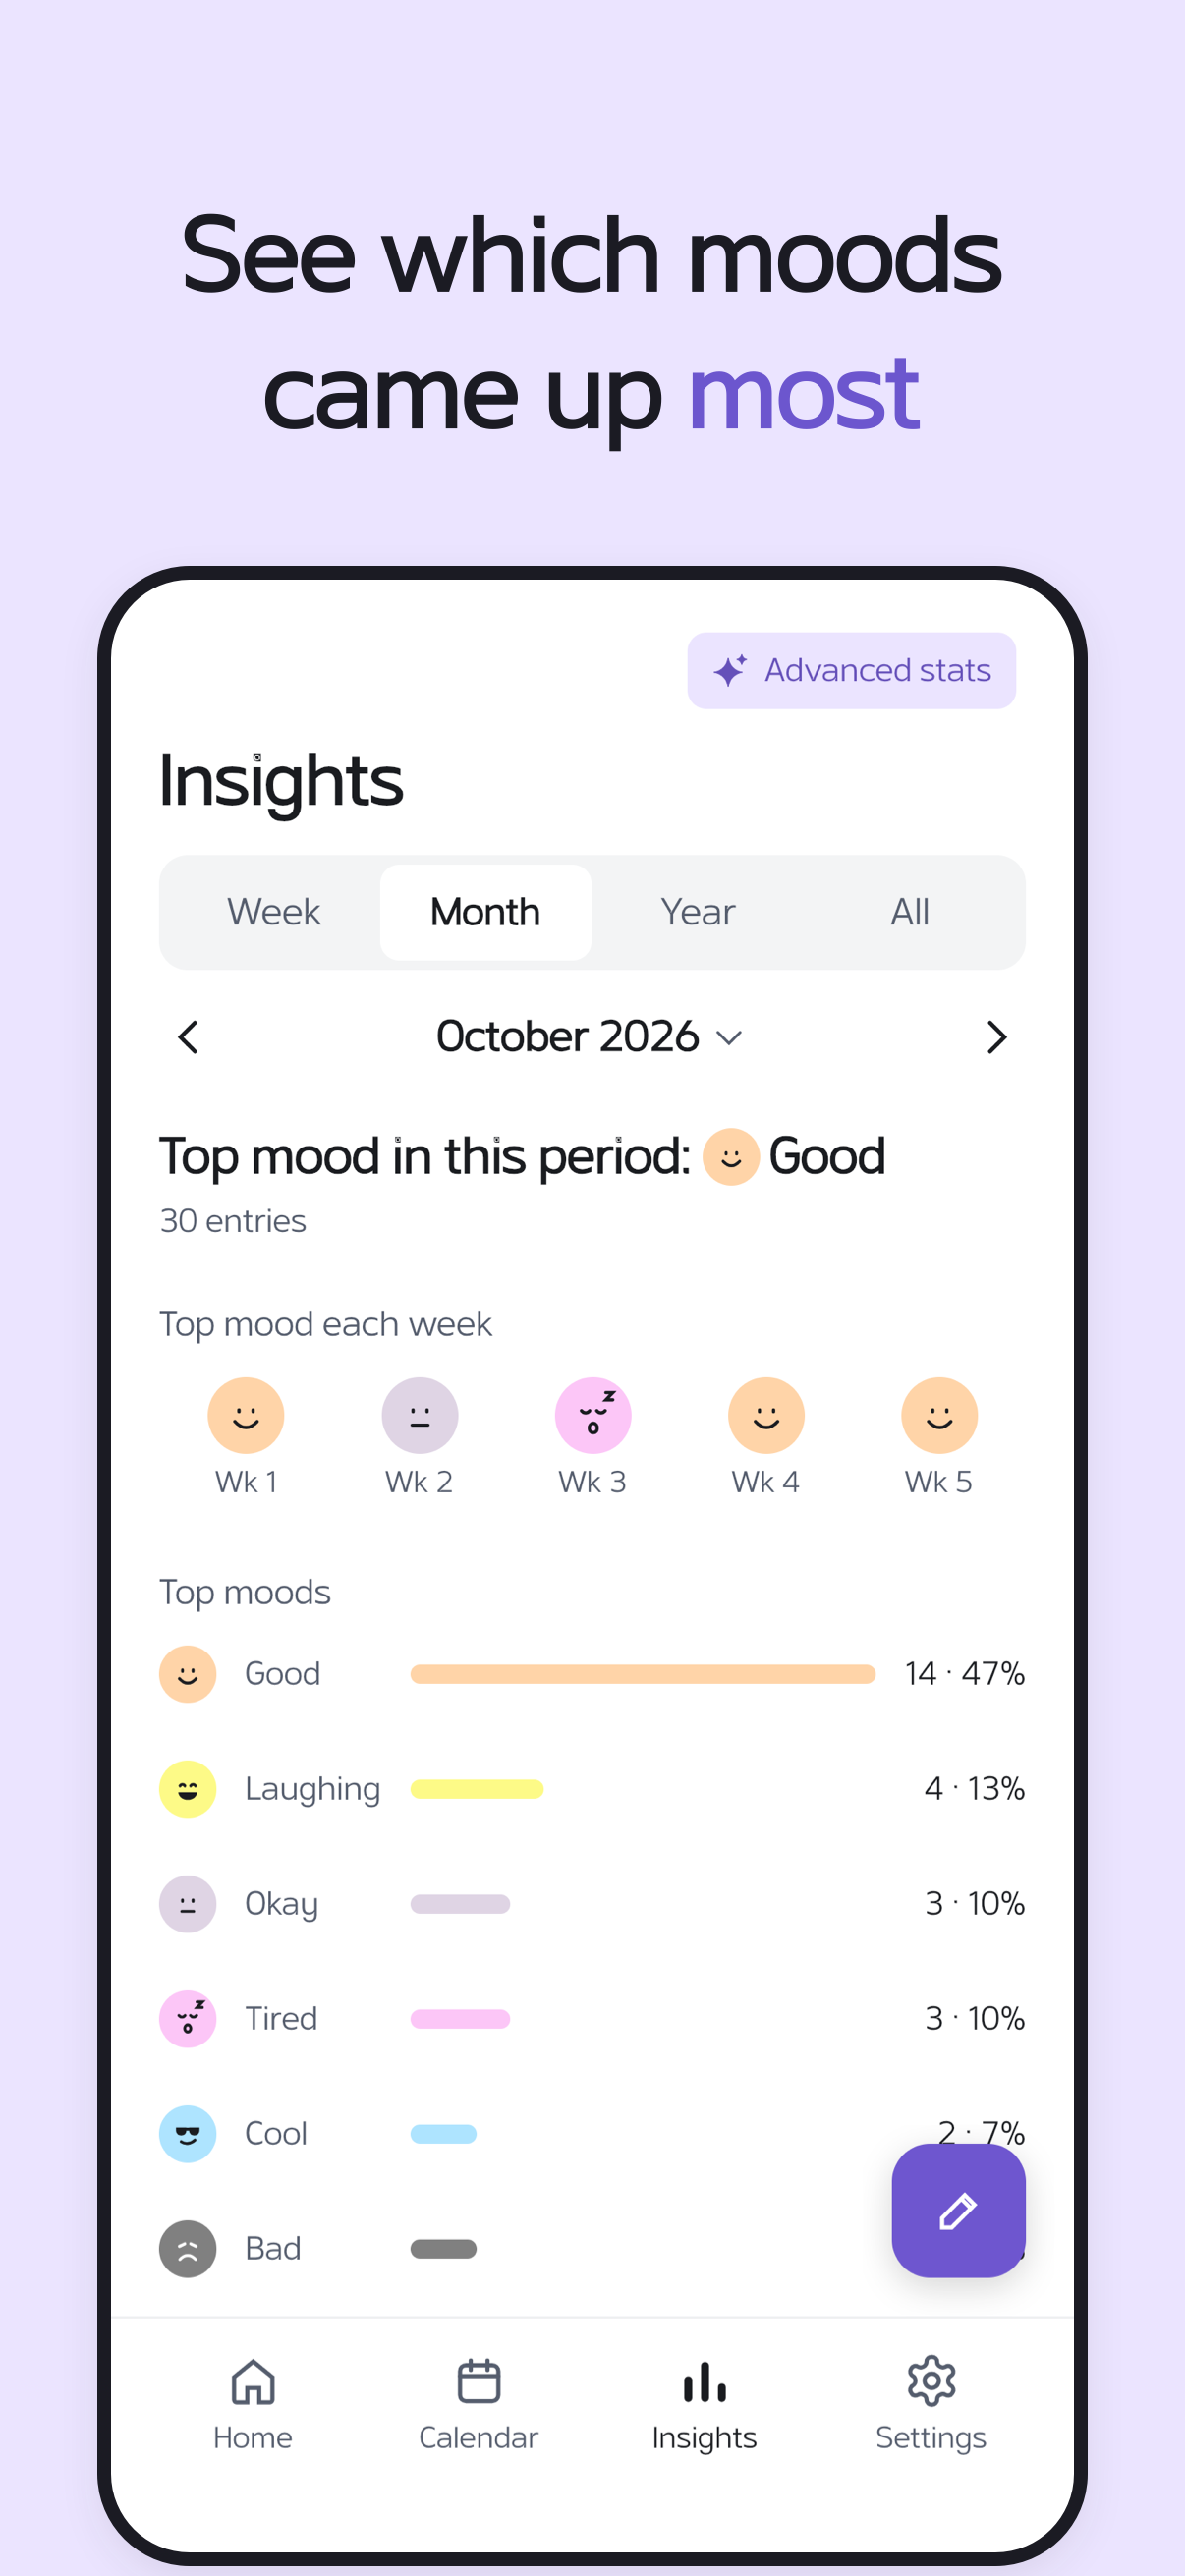 See which moods
came up most
Advanced stats
Insights
Week Month Year All
October 2026
Top mood in this period: Good
30 entries
Top mood each week
Wk 1 Wk 2 Wk 3 Wk 4 Wk 5
Top moods
Good 14 · 47%
Laughing 4 · 13%
Okay 3 · 10%
Tired 3 · 10%
Cool 2 · 7%
Bad
Home Calendar Insights Settings